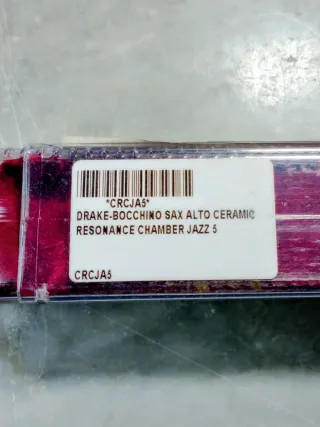 *CRCJA5*
DRAKE-BOCCHINO SAX ALTO CERAMIC
RESONANCE CHAMBER JAZZ 5
CRCJA5